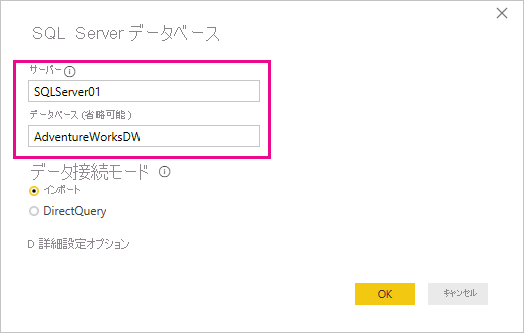 SQL Server データベース
サーバー
SQLServer01
データベース (省略可能)
AdventureWorksDW
データ接続モード
インポート
DirectQuery
D 詳細設定オプション
OK キャンセル